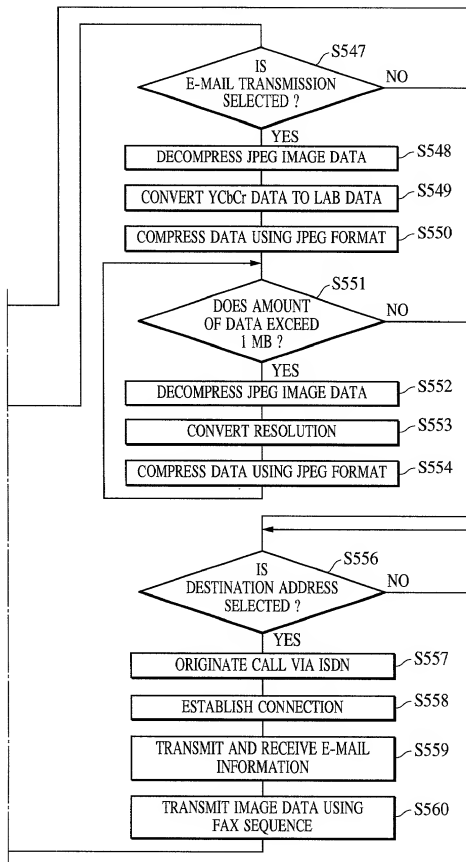 S547
IS
E-MAIL TRANSMISSION
SELECTED ?
NO
YES
DECOMPRESS JPEG IMAGE DATA
S548
CONVERT YCbCr DATA TO LAB DATA
S549
COMPRESS DATA USING JPEG FORMAT
S550
S551
DOES AMOUNT
OF DATA EXCEED
1 MB ?
NO
YES
DECOMPRESS JPEG IMAGE DATA
S552
CONVERT RESOLUTION
S553
COMPRESS DATA USING JPEG FORMAT
S554
S556
IS
DESTINATION ADDRESS
SELECTED ?
NO
YES
ORIGINATE CALL VIA ISDN
S557
ESTABLISH CONNECTION
S558
TRANSMIT AND RECEIVE E-MAIL
INFORMATION
S559
TRANSMIT IMAGE DATA USING
FAX SEQUENCE
S560